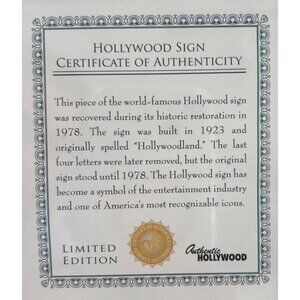 HOLLYWOOD SIGN
CERTIFICATE OF AUTHENTICITY
This piece of the world-famous Hollywood sign
was recovered during its historic restoration in
1978. The sign was built in 1923 and
originally spelled “Hollywoodland.” The last
four letters were later removed, but the original
sign stood until 1978. The Hollywood sign has
become a symbol of the entertainment industry
and one of America's most recognizable icons.
LIMITED
EDITION
Authentic
HOLLYWOOD